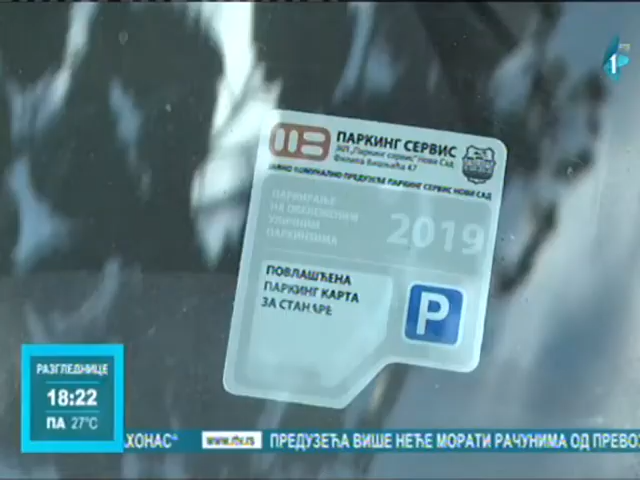 1
ПАРКИНГ СЕРВИС
ЈКП „Паркинг сервис“ Нови Сад
Филипа Вишњића 47
ЈАВНО КОМУНАЛНО ПРЕДУЗЕЋЕ ПАРКИНГ СЕРВИС НОВИ САД
ПАРКИРАЊЕ
НА ОБЕЛЕЖЕНИМ
УЛИЧНИМ
ПАРКИНЗИМА
2019
ПОВЛАШЋЕНА
ПАРКИНГ КАРТА
ЗА СТАНАРЕ
P
РАЗГЛЕДНИЦЕ
18:22
ПА 27°C
ХОНАС“ www.rtv.rs ПРЕДУЗЕЋА ВИШЕ НЕЋЕ МОРАТИ РАЧУНИМА ОД ПРЕВО